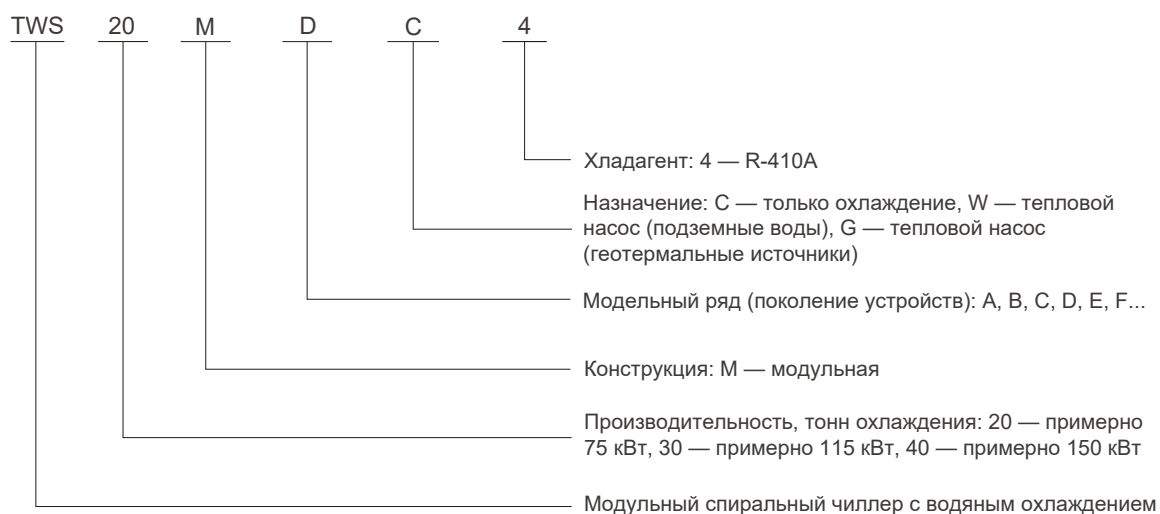 TWS 20 M D C 4
Хладагент: 4 — R-410A
Назначение: C — только охлаждение, W — тепловой
насос (подземные воды), G — тепловой насос
(геотермальные источники)
Модельный ряд (поколение устройств): A, B, C, D, E, F...
Конструкция: M — модульная
Производительность, тонн охлаждения: 20 — примерно
75 кВт, 30 — примерно 115 кВт, 40 — примерно 150 кВт
Модульный спиральный чиллер с водяным охлаждением